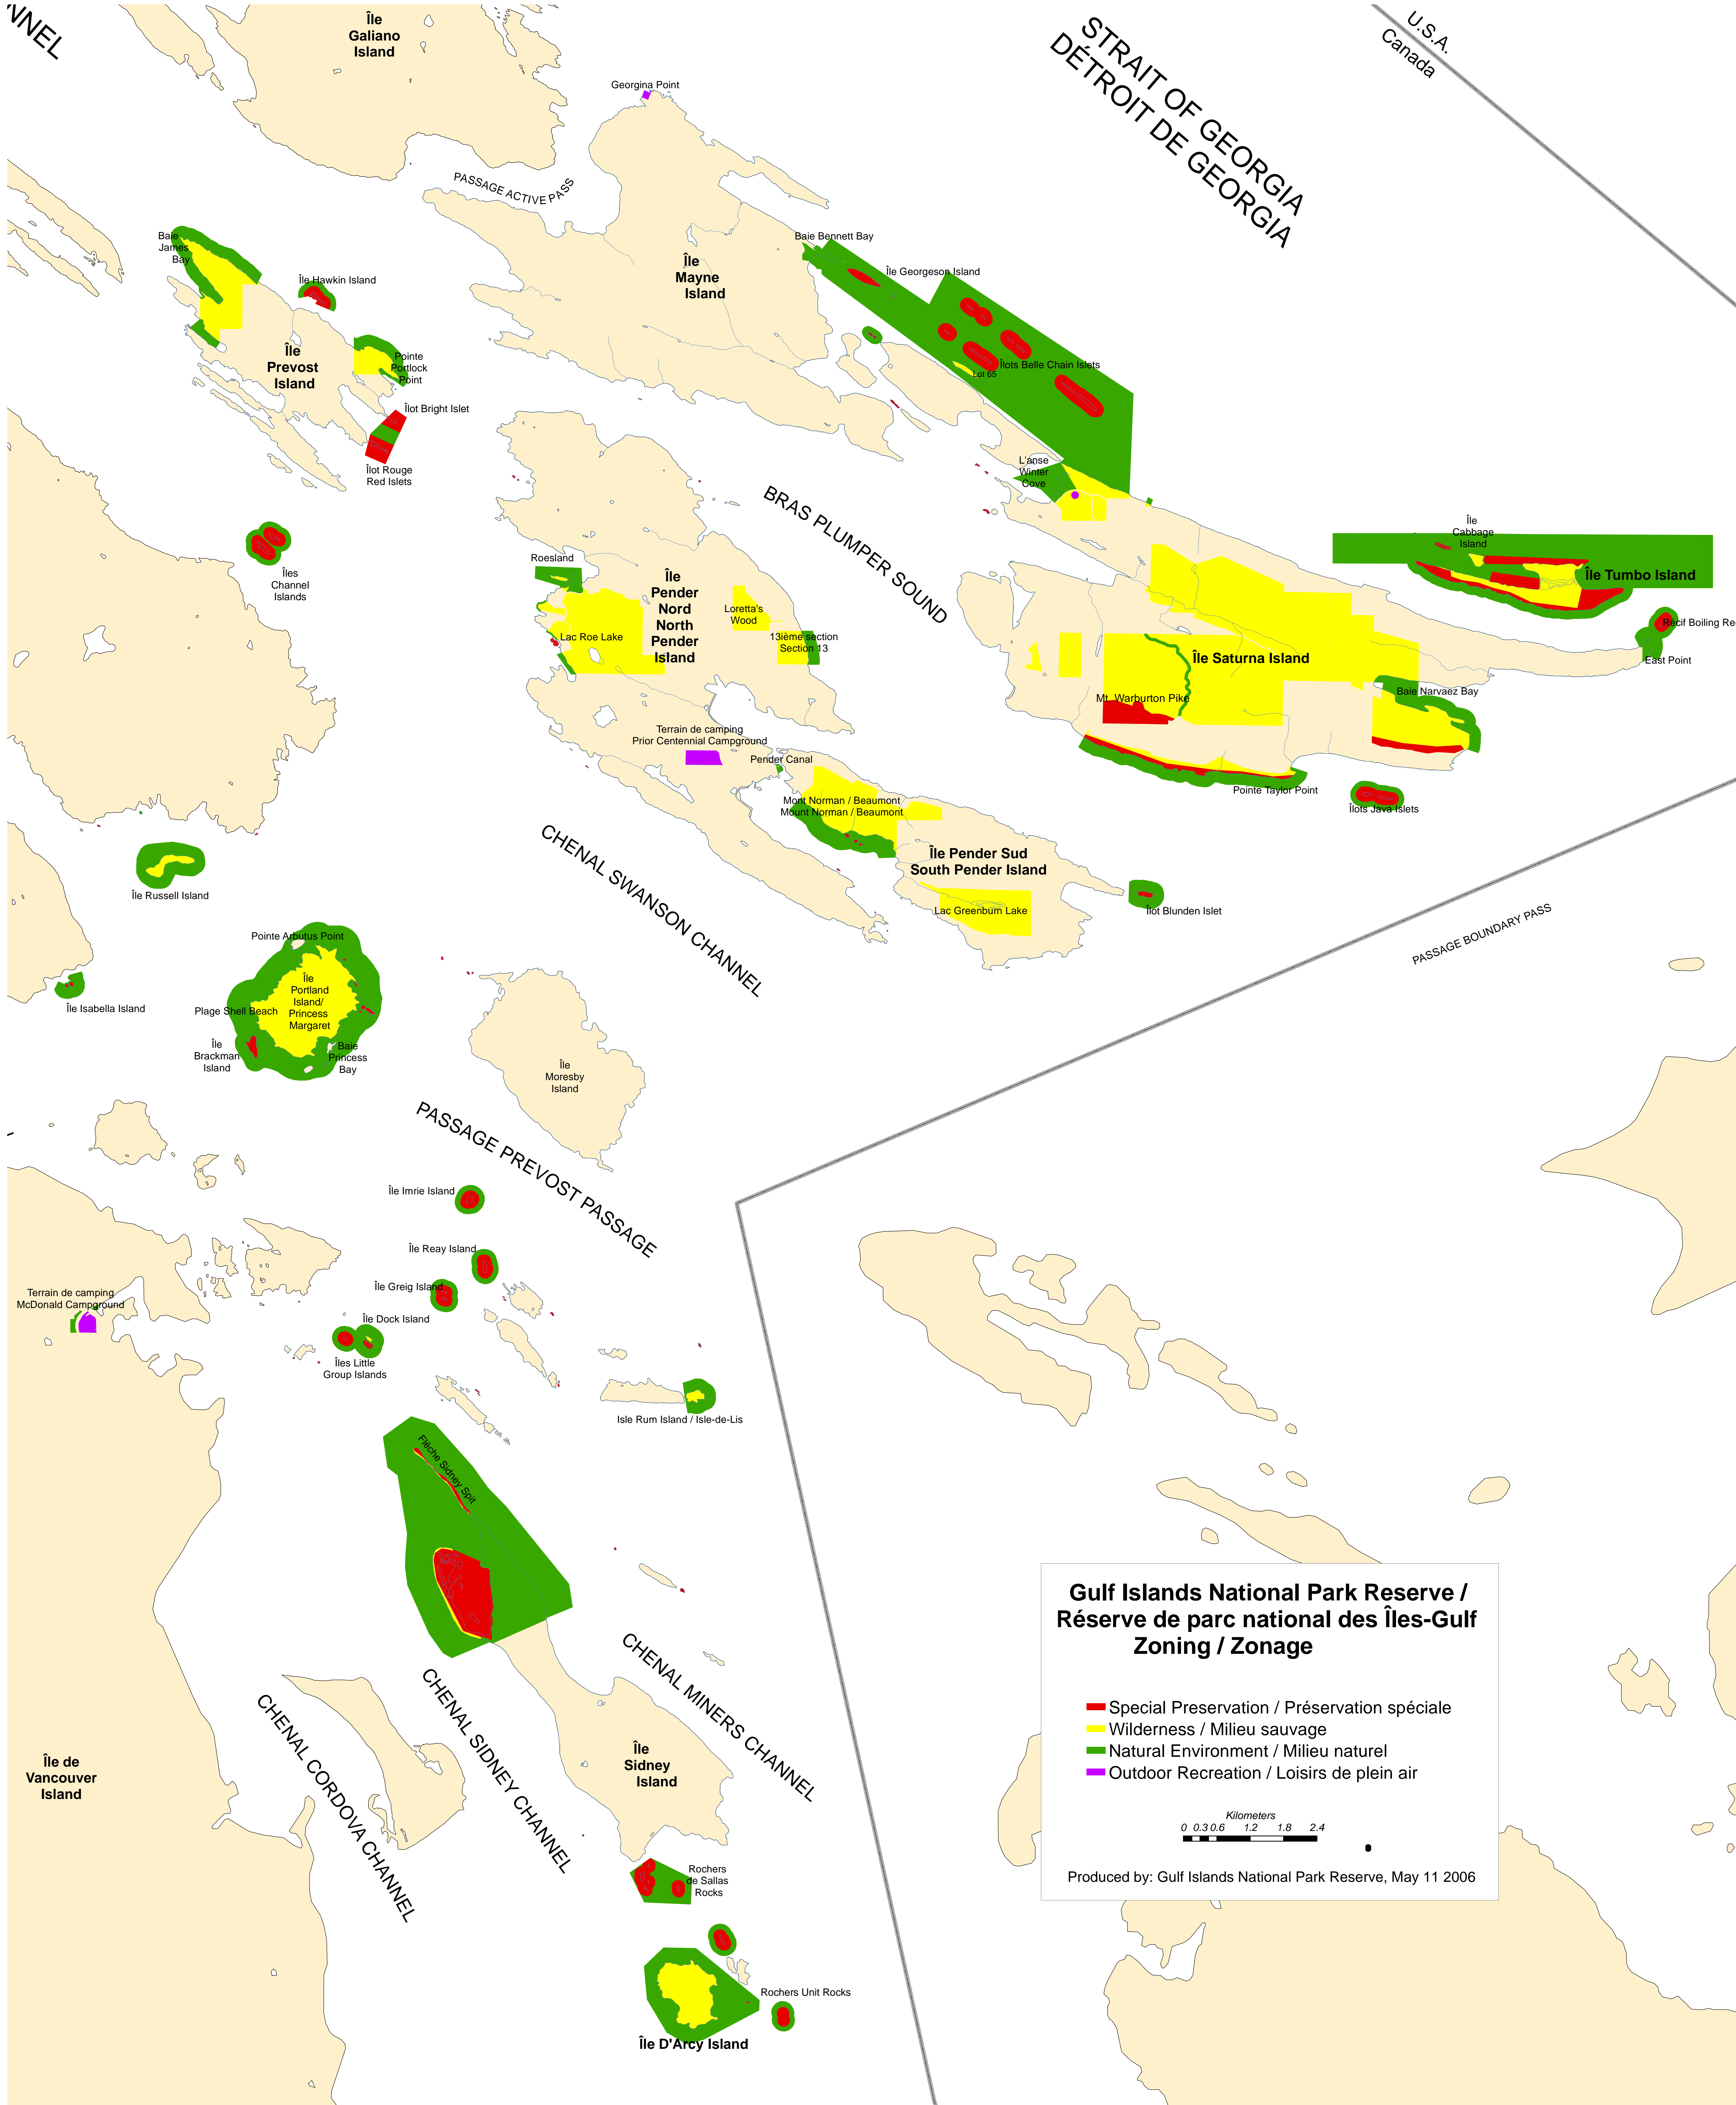 NNEL
Île
Galiano
Island
STRAIT OF GEORGIA
DÉTROIT DE GEORGIA
U.S.A.
Canada
Georgina Point
PASSAGE ACTIVE PASS
Baie
James
Bay
Île Hawkin Island
Île
Mayne
Island
Baie Bennett Bay
Île Georgeson Island
Île
Prevost
Island
Pointe
Portlock
Point
Îlots Belle Chain Islets
Lot 65
Îlot Bright Islet
Îlot Rouge
Red Islets
L'anse
Winter
Cove
BRAS PLUMPER SOUND
Îles
Channel
Islands
Roesland
Île
Pender
Nord
North
Pender
Island
Loretta's
Wood
Lac Roe Lake
13ième section
Section 13
Île
Cabbage
Island
Île Tumbo Island
Récif Boiling Re
East Point
Île Saturna Island
Mt. Warburton Pike
Baie Narvaez Bay
Terrain de camping
Prior Centennial Campground
Pender Canal
Pointe Taylor Point
Îlots Java Islets
Mont Norman / Beaumont
Mount Norman / Beaumont
CHENAL SWANSON CHANNEL
Île Pender Sud
South Pender Island
Île Russell Island
Lac Greenburn Lake
Îlot Blunden Islet
PASSAGE BOUNDARY PASS
Pointe Arbutus Point
Île
Portland
Island/
Princess
Margaret
Île Isabella Island
Plage Shell Beach
Île
Brackman
Island
Baie
Princess
Bay
Île
Moresby
Island
PASSAGE PREVOST PASSAGE
Île Imrie Island
Île Reay Island
Île Greig Island
Terrain de camping
McDonald Campground
Île Dock Island
Îles Little
Group Islands
Isle Rum Island / Isle-de-Lis
Flêche Sidney Spit
CHENAL MINERS CHANNEL
CHENAL SIDNEY CHANNEL
CHENAL CORDOVA CHANNEL
Île de
Vancouver
Island
Île
Sidney
Island
Rochers
de Sallas
Rocks
Rochers Unit Rocks
Île D'Arcy Island
Gulf Islands National Park Reserve /
Réserve de parc national des Îles-Gulf
Zoning / Zonage
Special Preservation / Préservation spéciale
Wilderness / Milieu sauvage
Natural Environment / Milieu naturel
Outdoor Recreation / Loisirs de plein air
Kilometers
0 0.3 0.6 1.2 1.8 2.4
Produced by: Gulf Islands National Park Reserve, May 11 2006